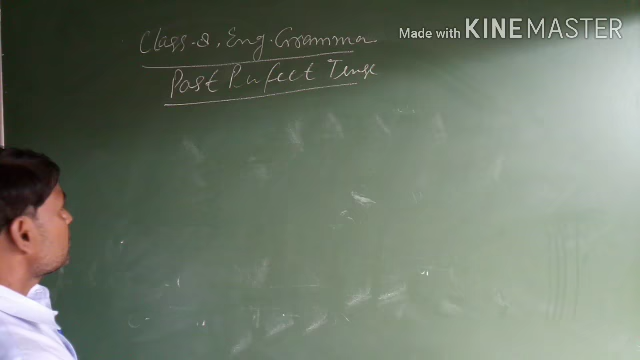 Made with KINEMASTER
Class-8, Eng. Grammar
Past Perfect Tense